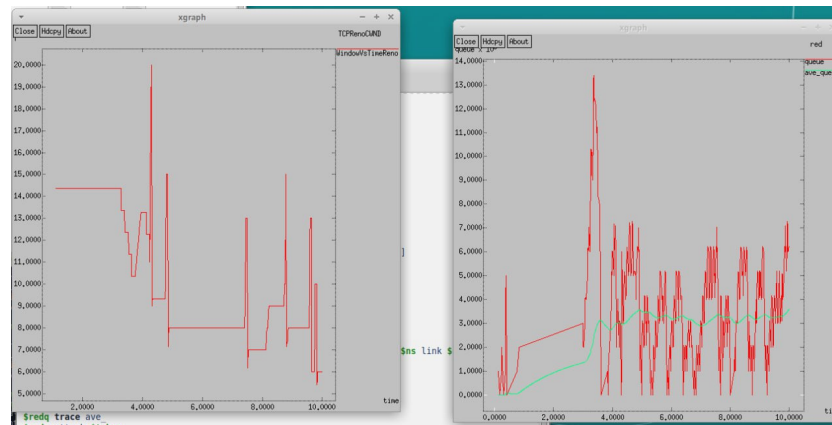 xgraph
Close Hdcpy About
TCPRenoCWND
WindowVsTimeReno
20.0000
19.0000
18.0000
17.0000
16.0000
15.0000
14.0000
13.0000
12.0000
11.0000
10.0000
9.0000
8.0000
7.0000
6.0000
5.0000
2.0000 4.0000 6.0000 8.0000 10.0000
time
xgraph
Close Hdcpy About
red
queue
ave_que
14.0000
13.0000
12.0000
11.0000
10.0000
9.0000
8.0000
7.0000
6.0000
5.0000
4.0000
3.0000
2.0000
1.0000
0.0000
0.0000 2.0000 4.0000 6.0000 8.0000 10.0000
ti
]
$ns link $
$redq trace ave_